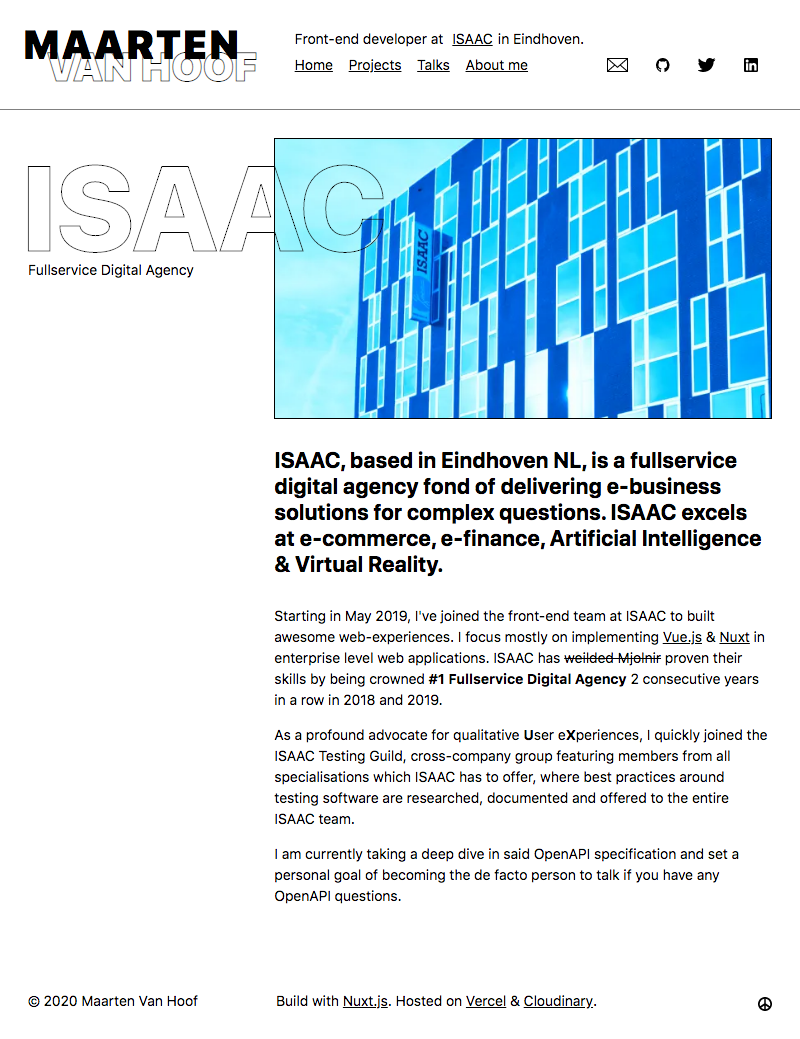 MAARTEN
VAN HOOF
Front-end developer at ISAAC in Eindhoven.
Home Projects Talks About me
ISAAC
Fullservice Digital Agency
ISAAC
ISAAC, based in Eindhoven NL, is a fullservice
digital agency fond of delivering e-business
solutions for complex questions. ISAAC excels
at e-commerce, e-finance, Artificial Intelligence
& Virtual Reality.
Starting in May 2019, I've joined the front-end team at ISAAC to built
awesome web-experiences. I focus mostly on implementing Vue.js & Nuxt in
enterprise level web applications. ISAAC has weilded Mjolnir proven their
skills by being crowned #1 Fullservice Digital Agency 2 consecutive years
in a row in 2018 and 2019.
As a profound advocate for qualitative User eXperiences, I quickly joined the
ISAAC Testing Guild, cross-company group featuring members from all
specialisations which ISAAC has to offer, where best practices around
testing software are researched, documented and offered to the entire
ISAAC team.
I am currently taking a deep dive in said OpenAPI specification and set a
personal goal of becoming the de facto person to talk if you have any
OpenAPI questions.
© 2020 Maarten Van Hoof
Build with Nuxt.js. Hosted on Vercel & Cloudinary.